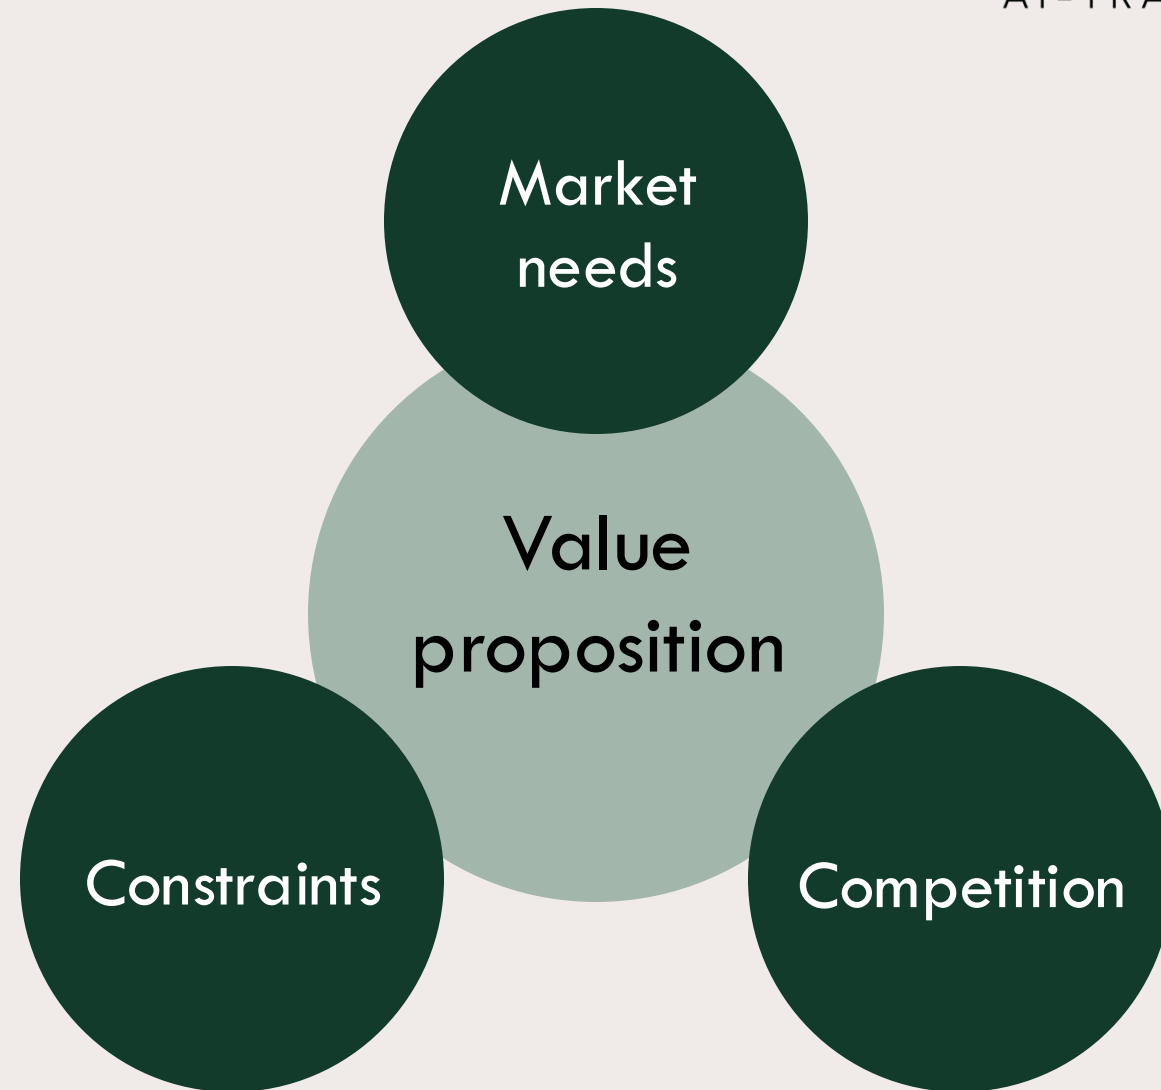 Market
needs
Value
proposition
Constraints
Competition